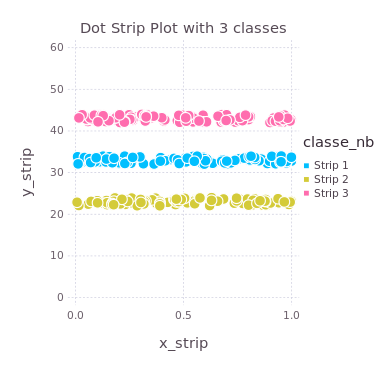 Dot Strip Plot with 3 classes
60
50
40
30
20
10
0
y_strip
0.0
0.5
1.0
x_strip
classe_nb
Strip 1
Strip 2
Strip 3